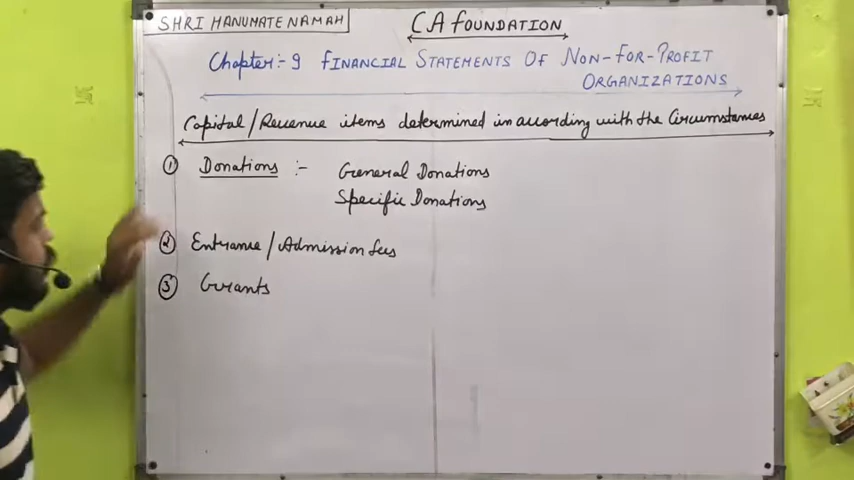 SHRI HANUMATE NAMAH
CA FOUNDATION
Chapter:- 9 FINANCIAL STATEMENTS OF NON-FOR-PROFIT
ORGANIZATIONS
Capital/Revenue items determined in according with the Circumstances
① Donations :- General Donations
Specific Donations
② Entrance/Admission fees
③ Grants